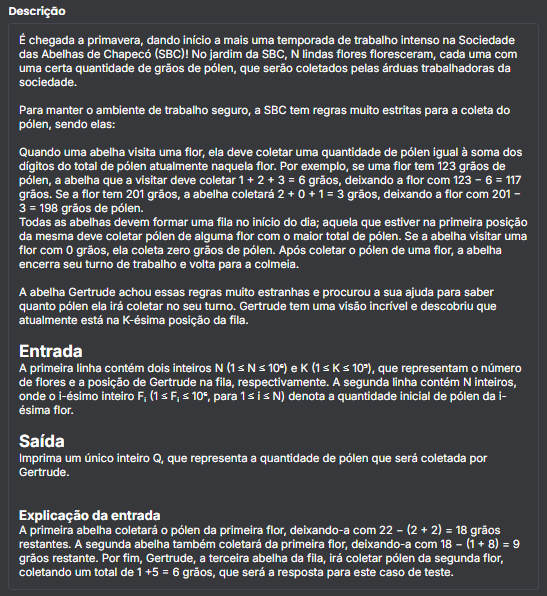 Descrição
É chegada a primavera, dando início a mais uma temporada de trabalho intenso na Sociedade
das Abelhas de Chapecó (SBC)! No jardim da SBC, N lindas flores floresceram, cada uma com
uma certa quantidade de grãos de pólen, que serão coletados pelas árduas trabalhadoras da
sociedade.
Para manter o ambiente de trabalho seguro, a SBC tem regras muito estritas para a coleta do
pólen, sendo elas:
Quando uma abelha visita uma flor, ela deve coletar uma quantidade de pólen igual à soma dos
dígitos do total de pólen atualmente naquela flor. Por exemplo, se uma flor tem 123 grãos de
pólen, a abelha que a visitar deve coletar 1 + 2 + 3 = 6 grãos, deixando a flor com 123 − 6 = 117
grãos. Se a flor tem 201 grãos, a abelha coletará 2 + 0 + 1 = 3 grãos, deixando a flor com 201 −
3 = 198 grãos de pólen.
Todas as abelhas devem formar uma fila no início do dia; aquela que estiver na primeira posição
da mesma deve coletar pólen de alguma flor com o maior total de pólen. Se a abelha visitar uma
flor com 0 grãos, ela coleta zero grãos de pólen. Após coletar o pólen de uma flor, a abelha
encerra seu turno de trabalho e volta para a colmeia.
A abelha Gertrude achou essas regras muito estranhas e procurou a sua ajuda para saber
quanto pólen ela irá coletar no seu turno. Gertrude tem uma visão incrível e descobriu que
atualmente está na K-ésima posição da fila.
Entrada
A primeira linha contém dois inteiros N (1 ≤ N ≤ 10⁶) e K (1 ≤ K ≤ 10⁹), que representam o número
de flores e a posição de Gertrude na fila, respectivamente. A segunda linha contém N inteiros,
onde o i-ésimo inteiro Fᵢ (1 ≤ Fᵢ ≤ 10⁶, para 1 ≤ i ≤ N) denota a quantidade inicial de pólen da i-
ésima flor.
Saída
Imprima um único inteiro Q, que representa a quantidade de pólen que será coletada por
Gertrude.
Explicação da entrada
A primeira abelha coletará o pólen da primeira flor, deixando-a com 22 − (2 + 2) = 18 grãos
restantes. A segunda abelha também coletará da primeira flor, deixando-a com 18 − (1 + 8) = 9
grãos restante. Por fim, Gertrude, a terceira abelha da fila, irá coletar pólen da segunda flor,
coletando um total de 1 +5 = 6 grãos, que será a resposta para este caso de teste.